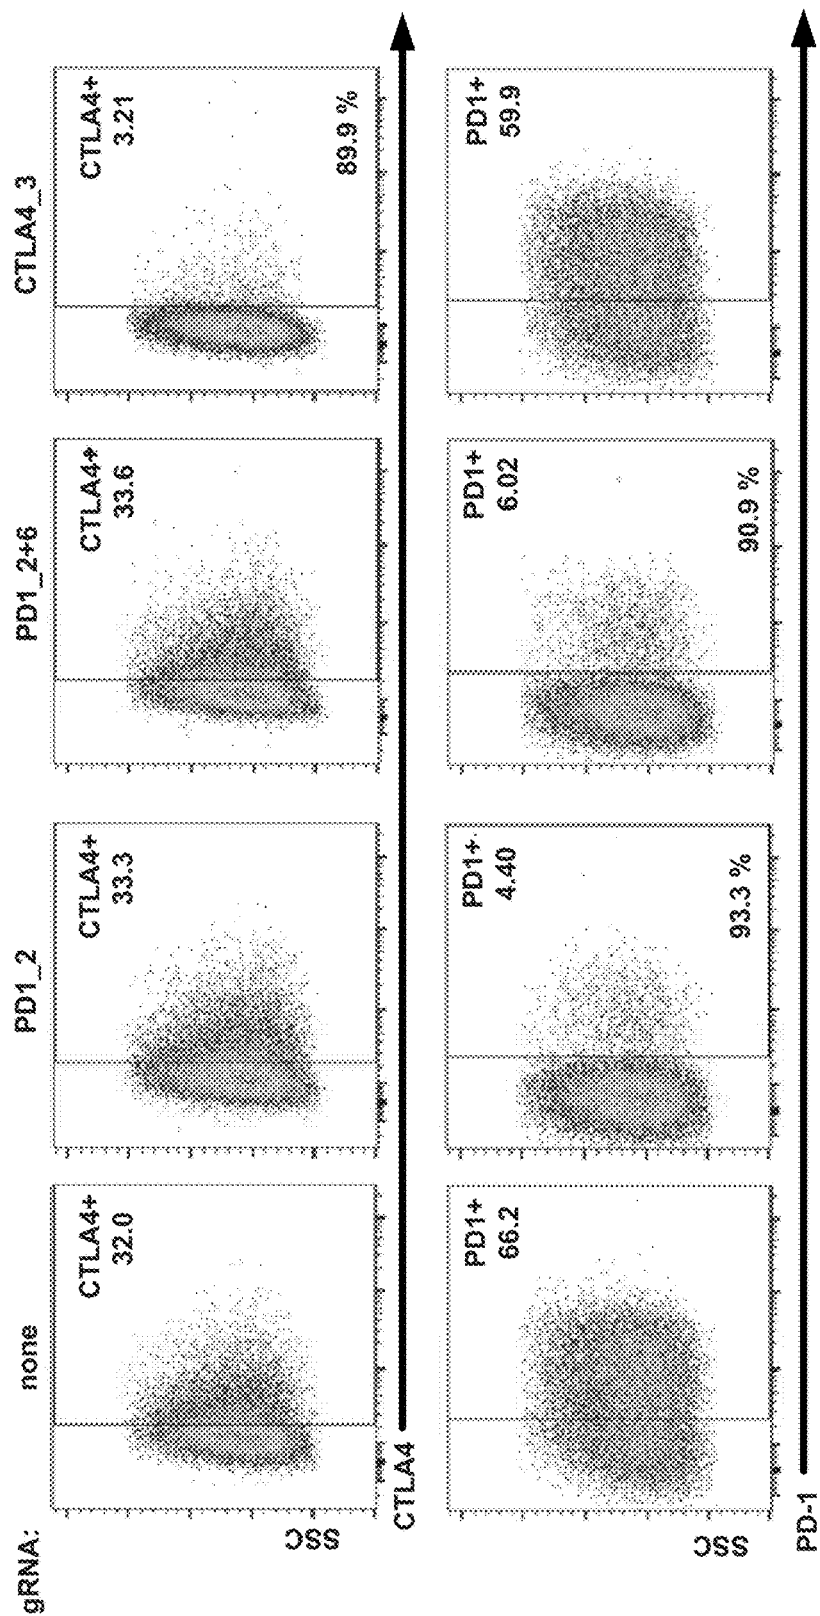 gRNA:
none
PD1_2
PD1_2+6
CTLA4_3
SSC
CTLA4+
32.0
CTLA4+
33.3
CTLA4+
33.6
CTLA4+
3.21
89.9 %
CTLA4
SSC
PD1+
66.2
PD1+
4.40
93.3 %
PD1+
6.02
90.9 %
PD1+
59.9
PD-1